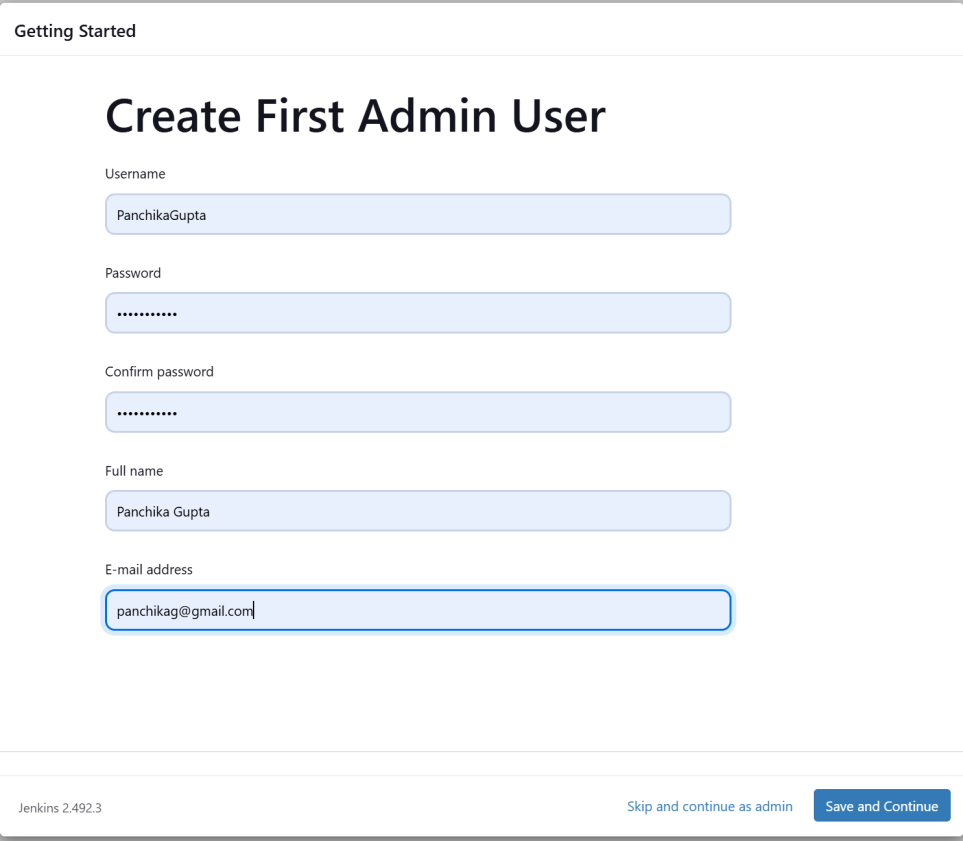 Getting Started
Create First Admin User
Username
PanchikaGupta
Password
•••••••••••
Confirm password
•••••••••••
Full name
Panchika Gupta
E-mail address
panchikag@gmail.com
Jenkins 2.492.3
Skip and continue as admin
Save and Continue